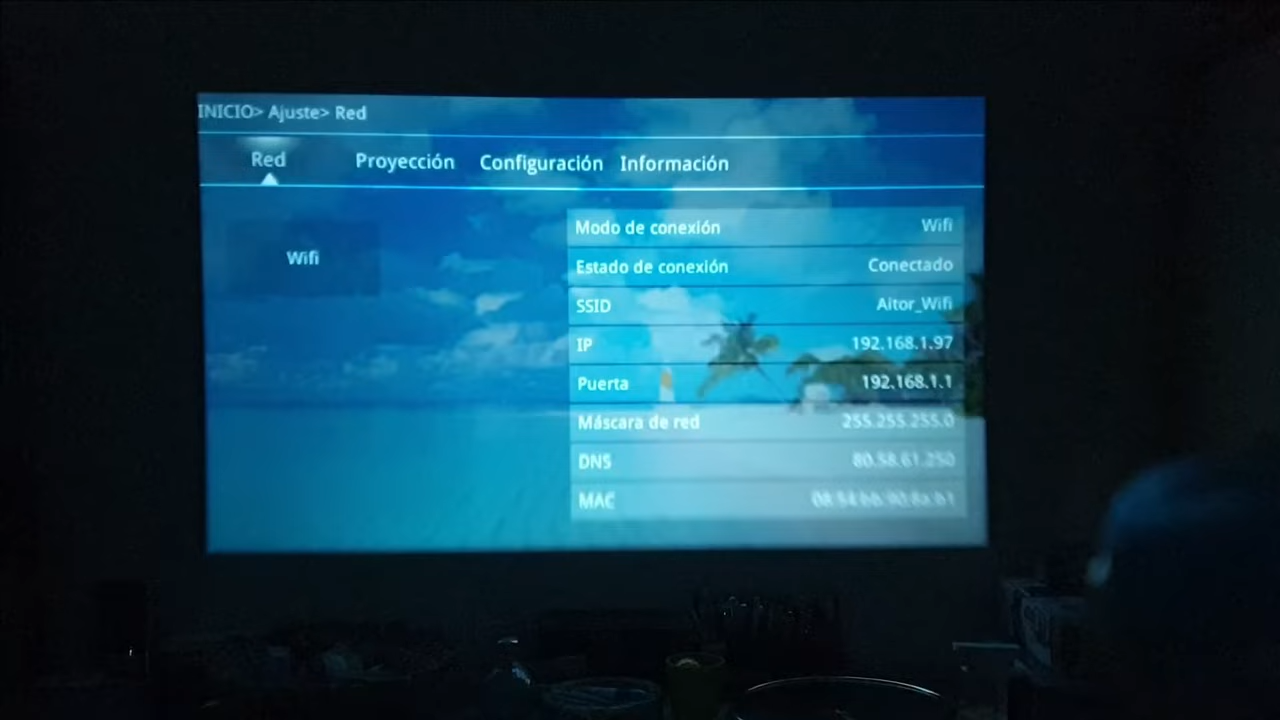 INICIO> Ajuste> Red
Red Proyección Configuración Información
Wifi
Modo de conexión Wifi
Estado de conexión Conectado
SSID Aitor_Wifi
IP 192.168.1.97
Puerta 192.168.1.1
Máscara de red 255.255.255.0
DNS 80.58.61.250
MAC